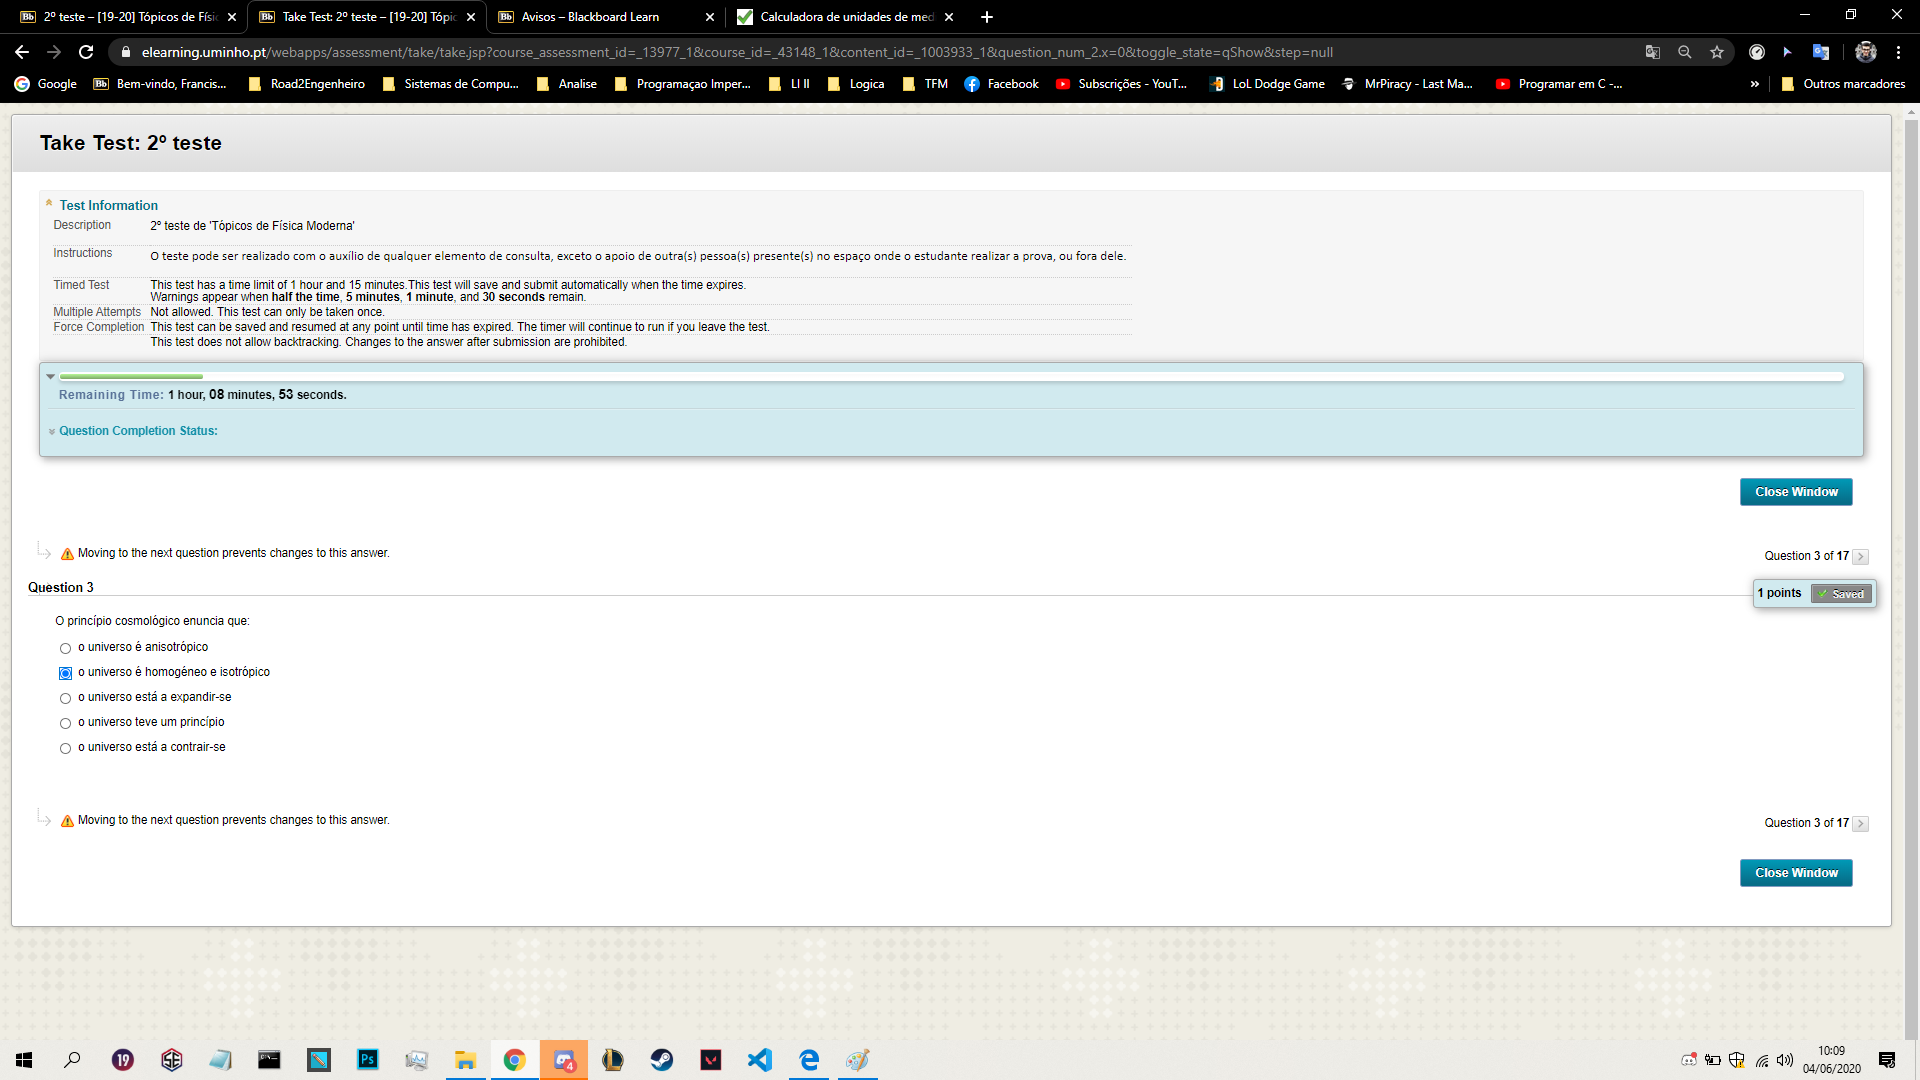 2º teste – [19-20] Tópicos de Físi
Take Test: 2º teste – [19-20] Tópic
Avisos – Blackboard Learn
Calculadora de unidades de med
elearning.uminho.pt/webapps/assessment/take/take.jsp?course_assessment_id=_13977_1&course_id=_43148_1&content_id=_1003933_1&question_num_2.x=0&toggle_state=qShow&step=null
Google
Bem-vindo, Francis...
Road2Engenheiro
Sistemas de Compu...
Analise
Programaçao Imper...
LI II
Logica
TFM
Facebook
Subscrições - YouT...
LoL Dodge Game
MrPiracy - Last Ma...
Programar em C -...
»
Outros marcadores
Take Test: 2º teste
Test Information
Description 2º teste de 'Tópicos de Física Moderna'
Instructions O teste pode ser realizado com o auxílio de qualquer elemento de consulta, exceto o apoio de outra(s) pessoa(s) presente(s) no espaço onde o estudante realizar a prova, ou fora dele.
Timed Test This test has a time limit of 1 hour and 15 minutes.This test will save and submit automatically when the time expires.
Warnings appear when half the time, 5 minutes, 1 minute, and 30 seconds remain.
Multiple Attempts Not allowed. This test can only be taken once.
Force Completion This test can be saved and resumed at any point until time has expired. The timer will continue to run if you leave the test.
This test does not allow backtracking. Changes to the answer after submission are prohibited.
Remaining Time: 1 hour, 08 minutes, 53 seconds.
Question Completion Status:
Close Window
Moving to the next question prevents changes to this answer.
Question 3 of 17
Question 3
1 points
Saved
O princípio cosmológico enuncia que:
o universo é anisotrópico
o universo é homogéneo e isotrópico
o universo está a expandir-se
o universo teve um princípio
o universo está a contrair-se
Moving to the next question prevents changes to this answer.
Question 3 of 17
Close Window
19
Ps
4
10:09
04/06/2020